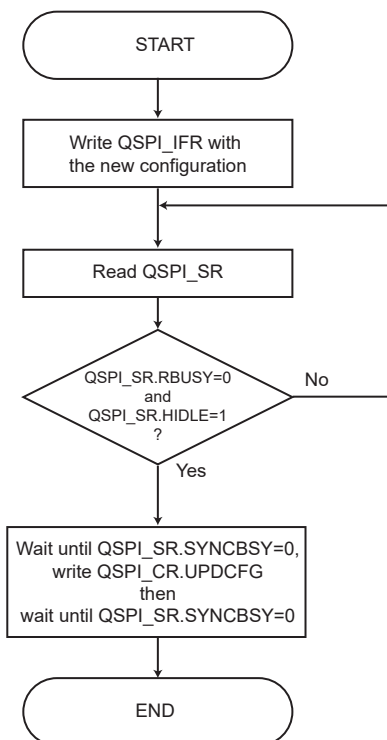 START
Write QSPI_IFR with
the new configuration
Read QSPI_SR
QSPI_SR.RBUSY=0
and
QSPI_SR.HIDLE=1
?
No
Yes
Wait until QSPI_SR.SYNCBSY=0,
write QSPI_CR.UPDCFG
then
wait until QSPI_SR.SYNCBSY=0
END